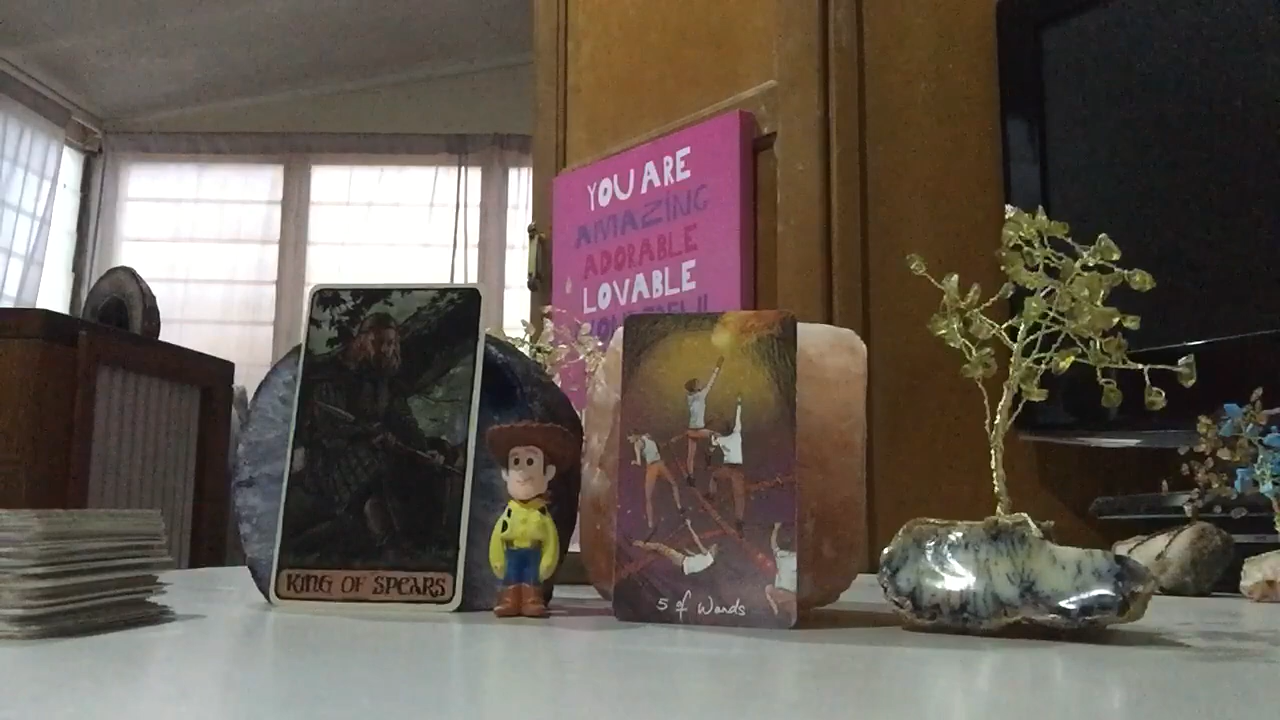 YOU ARE
AMAZING
ADORABLE
LOVABLE
KING OF SPEARS
5 of Wands